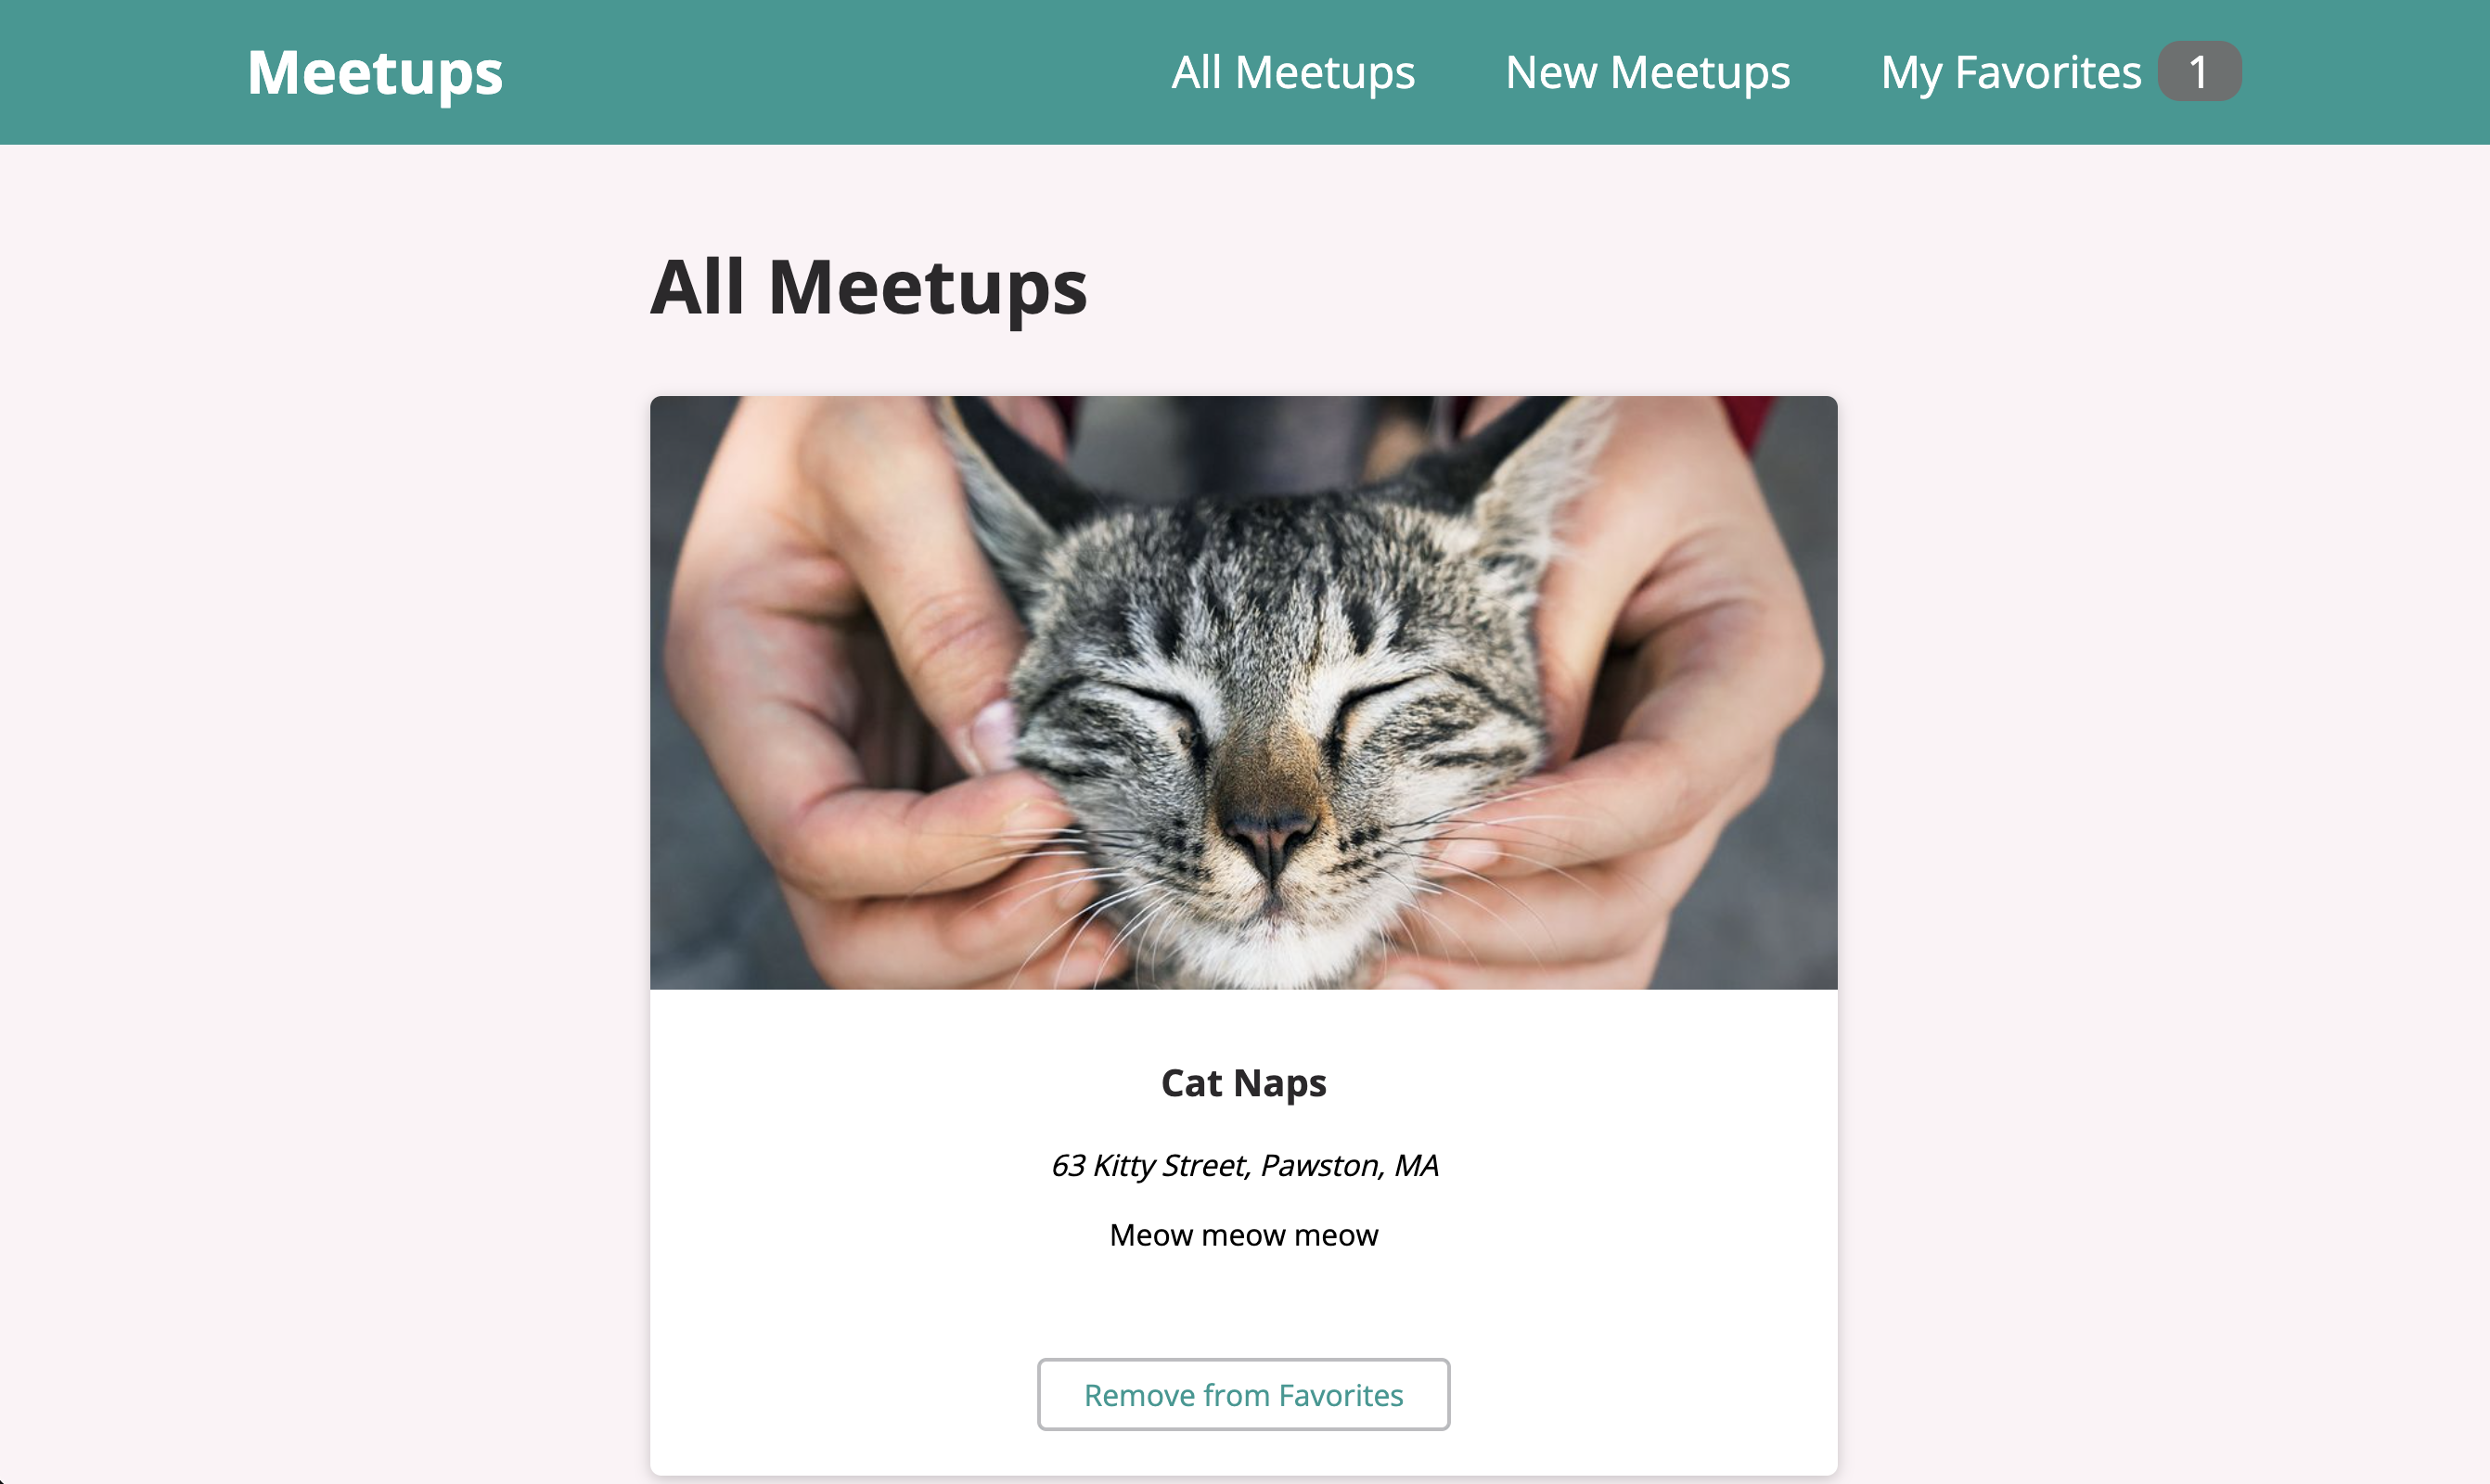 Meetups
All Meetups
New Meetups
My Favorites 1
All Meetups
Cat Naps
63 Kitty Street, Pawston, MA
Meow meow meow
Remove from Favorites